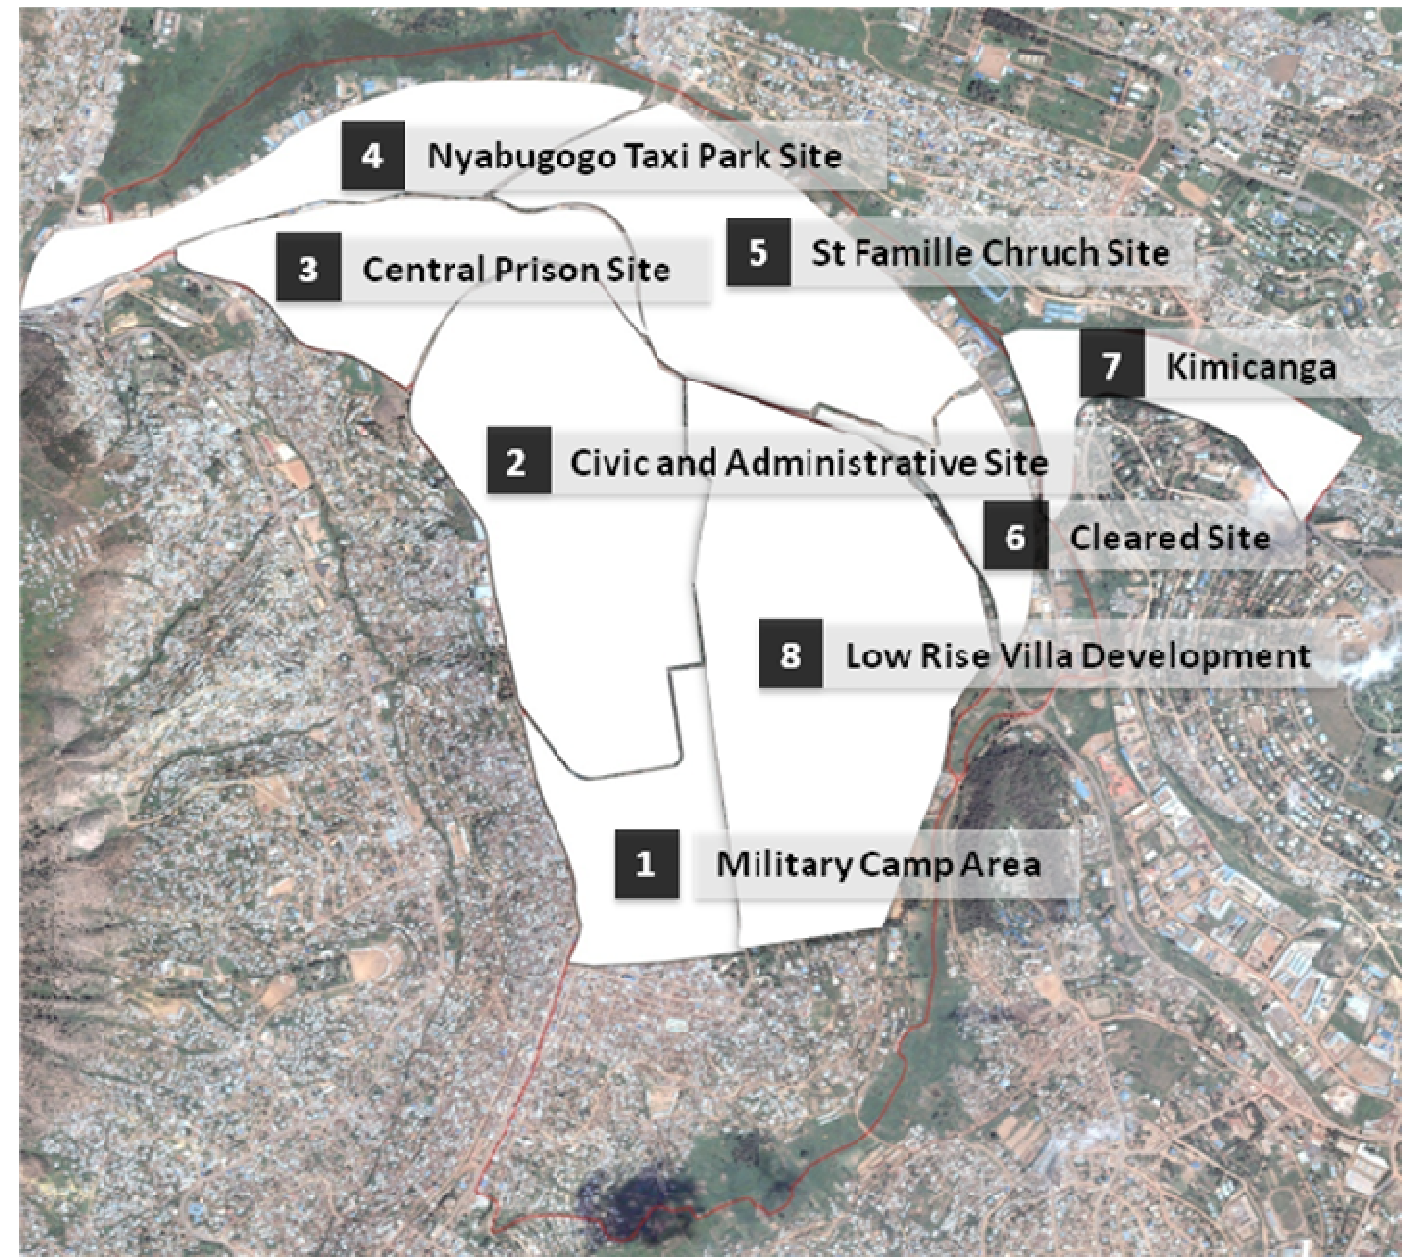 4 Nyabugogo Taxi Park Site
5 St Famille Chruch Site
3 Central Prison Site
7 Kimicanga
2 Civic and Administrative Site
6 Cleared Site
8 Low Rise Villa Development
1 Military Camp Area